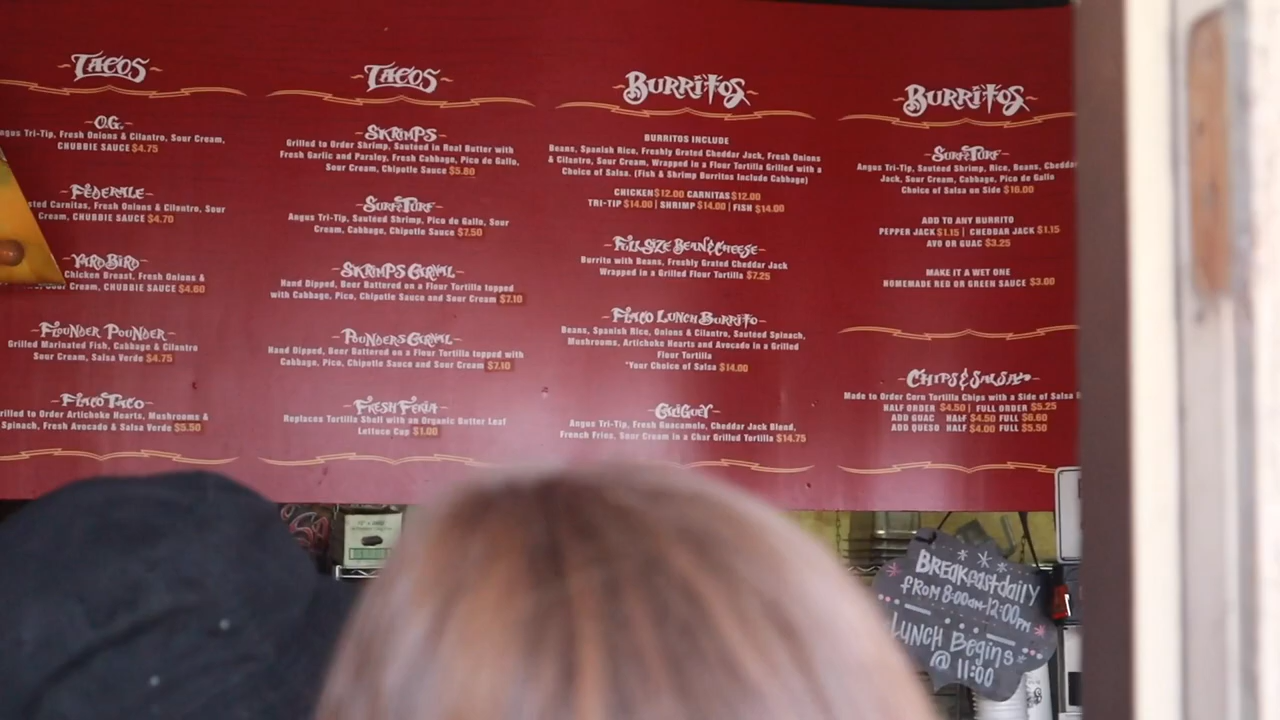 TACOS
O.G.
Angus Tri-Tip, Fresh Onions & Cilantro, Sour Cream,
CHUBBIE SAUCE $4.75
FEDERALE
Carnitas, Fresh Onions & Cilantro, Sour
Cream, CHUBBIE SAUCE $4.70
YARD BIRD
Chicken Breast, Fresh Onions &
Sour Cream, CHUBBIE SAUCE $4.60
FLOUNDER POUNDER
Grilled Marinated Fish, Cabbage & Cilantro
Sour Cream, Salsa Verde $4.75
FLACO TACO
Grilled to Order Artichoke Hearts, Mushrooms &
Spinach, Fresh Avocado & Salsa Verde $5.50
TACOS
SKRIMPS
Grilled to Order Shrimp, Sauteed in Real Butter with
Fresh Garlic and Parsley, Fresh Cabbage, Pico de Gallo,
Sour Cream, Chipotle Sauce $5.80
SURF & TURF
Angus Tri-Tip, Sauteed Shrimp, Pico de Gallo, Sour
Cream, Cabbage, Chipotle Sauce $7.50
SKRIMPS CARNAL
Hand Dipped, Beer Battered on a Flour Tortilla topped
with Cabbage, Pico, Chipotle Sauce and Sour Cream $7.10
POUNDERS CARNAL
Hand Dipped, Beer Battered on a Flour Tortilla topped with
Cabbage, Pico, Chipotle Sauce and Sour Cream $7.10
FRESH FERIA
Replaces Tortilla Shell with an Organic Butter Leaf
Lettuce Cup $1.00
BURRITOS
BURRITOS INCLUDE
Beans, Spanish Rice, Freshly Grated Cheddar Jack, Fresh Onions
& Cilantro, Sour Cream, Wrapped in a Flour Tortilla Grilled with a
Choice of Salsa. (Fish & Shrimp Burritos Include Cabbage)
CHICKEN $12.00 CARNITAS $12.00
TRI-TIP $14.00 | SHRIMP $14.00 | FISH $14.00
FULL SIZE BEAN & CHEESE
Burrito with Beans, Freshly Grated Cheddar Jack
Wrapped in a Grilled Flour Tortilla $7.25
FLACO LUNCH BURRITO
Beans, Spanish Rice, Onions & Cilantro, Sauteed Spinach,
Mushrooms, Artichoke Hearts and Avocado in a Grilled
Flour Tortilla
*Your Choice of Salsa $14.00
CALIGUEY
Angus Tri-Tip, Fresh Guacamole, Cheddar Jack Blend,
French Fries, Sour Cream in a Char Grilled Tortilla $14.75
BURRITOS
SURF & TURF
Angus Tri-Tip, Sauteed Shrimp, Rice, Beans, Cheddar
Jack, Sour Cream, Cabbage, Pico de Gallo
Choice of Salsa on Side $16.00
ADD TO ANY BURRITO
PEPPER JACK $1.15 | CHEDDAR JACK $1.15
AVO OR GUAC $3.25
MAKE IT A WET ONE
HOMEMADE RED OR GREEN SAUCE $3.00
CHIPS & SALSA
Made to Order Corn Tortilla Chips with a Side of Salsa
HALF ORDER $4.50 | FULL ORDER $5.25
ADD GUAC HALF $4.50 FULL $6.60
ADD QUESO HALF $4.00 FULL $5.50
BREAKfast daily
fROM 8:00am-12:00pm
LUNCH Begins
@ 11:00